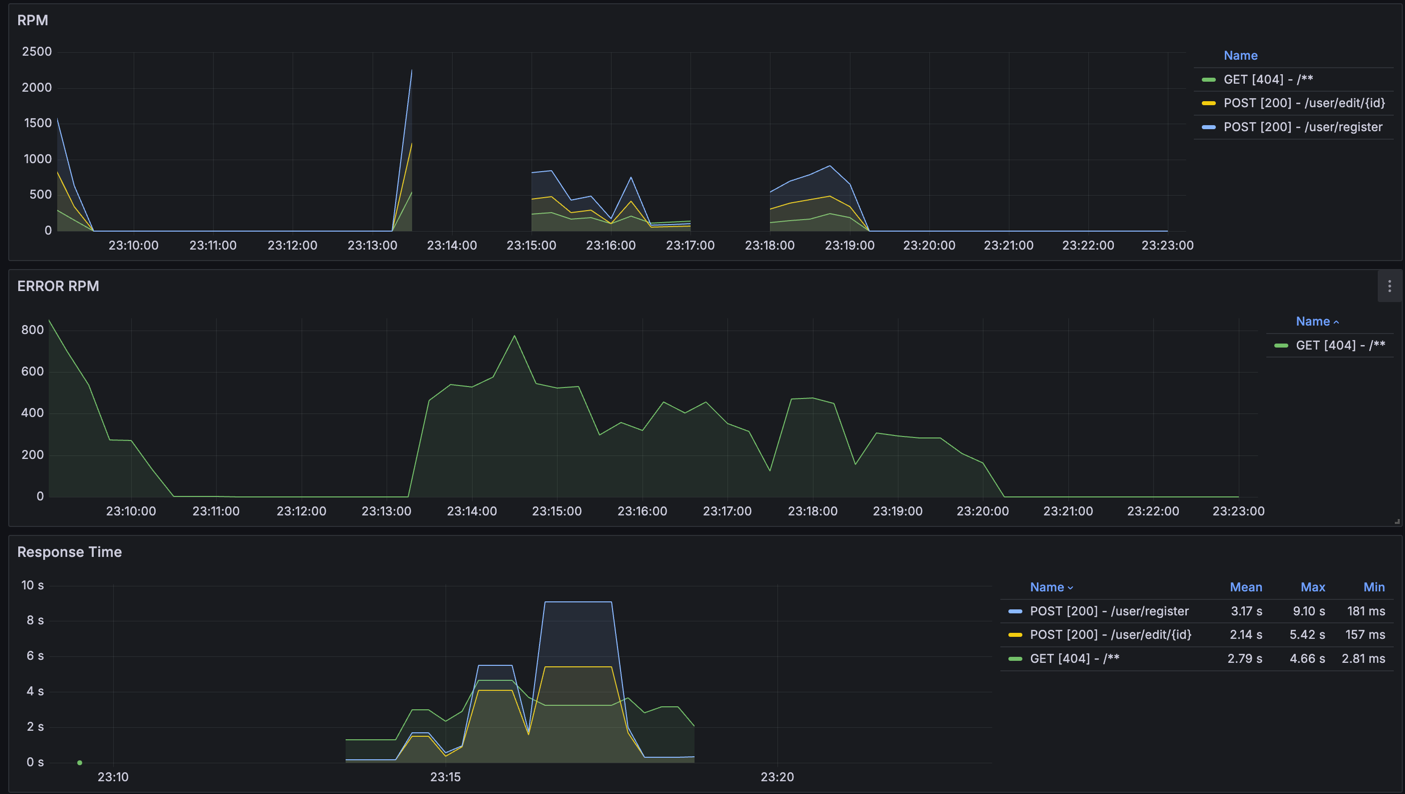 RPM
2500
2000
1500
1000
500
0
23:10:00 23:11:00 23:12:00 23:13:00 23:14:00 23:15:00 23:16:00 23:17:00 23:18:00 23:19:00 23:20:00 23:21:00 23:22:00 23:23:00
Name
GET [404] - /**
POST [200] - /user/edit/{id}
POST [200] - /user/register
ERROR RPM
800
600
400
200
0
23:10:00 23:11:00 23:12:00 23:13:00 23:14:00 23:15:00 23:16:00 23:17:00 23:18:00 23:19:00 23:20:00 23:21:00 23:22:00 23:23:00
Name
GET [404] - /**
Response Time
10 s
8 s
6 s
4 s
2 s
0 s
23:10 23:15 23:20
Name Mean Max Min
POST [200] - /user/register 3.17 s 9.10 s 181 ms
POST [200] - /user/edit/{id} 2.14 s 5.42 s 157 ms
GET [404] - /** 2.79 s 4.66 s 2.81 ms